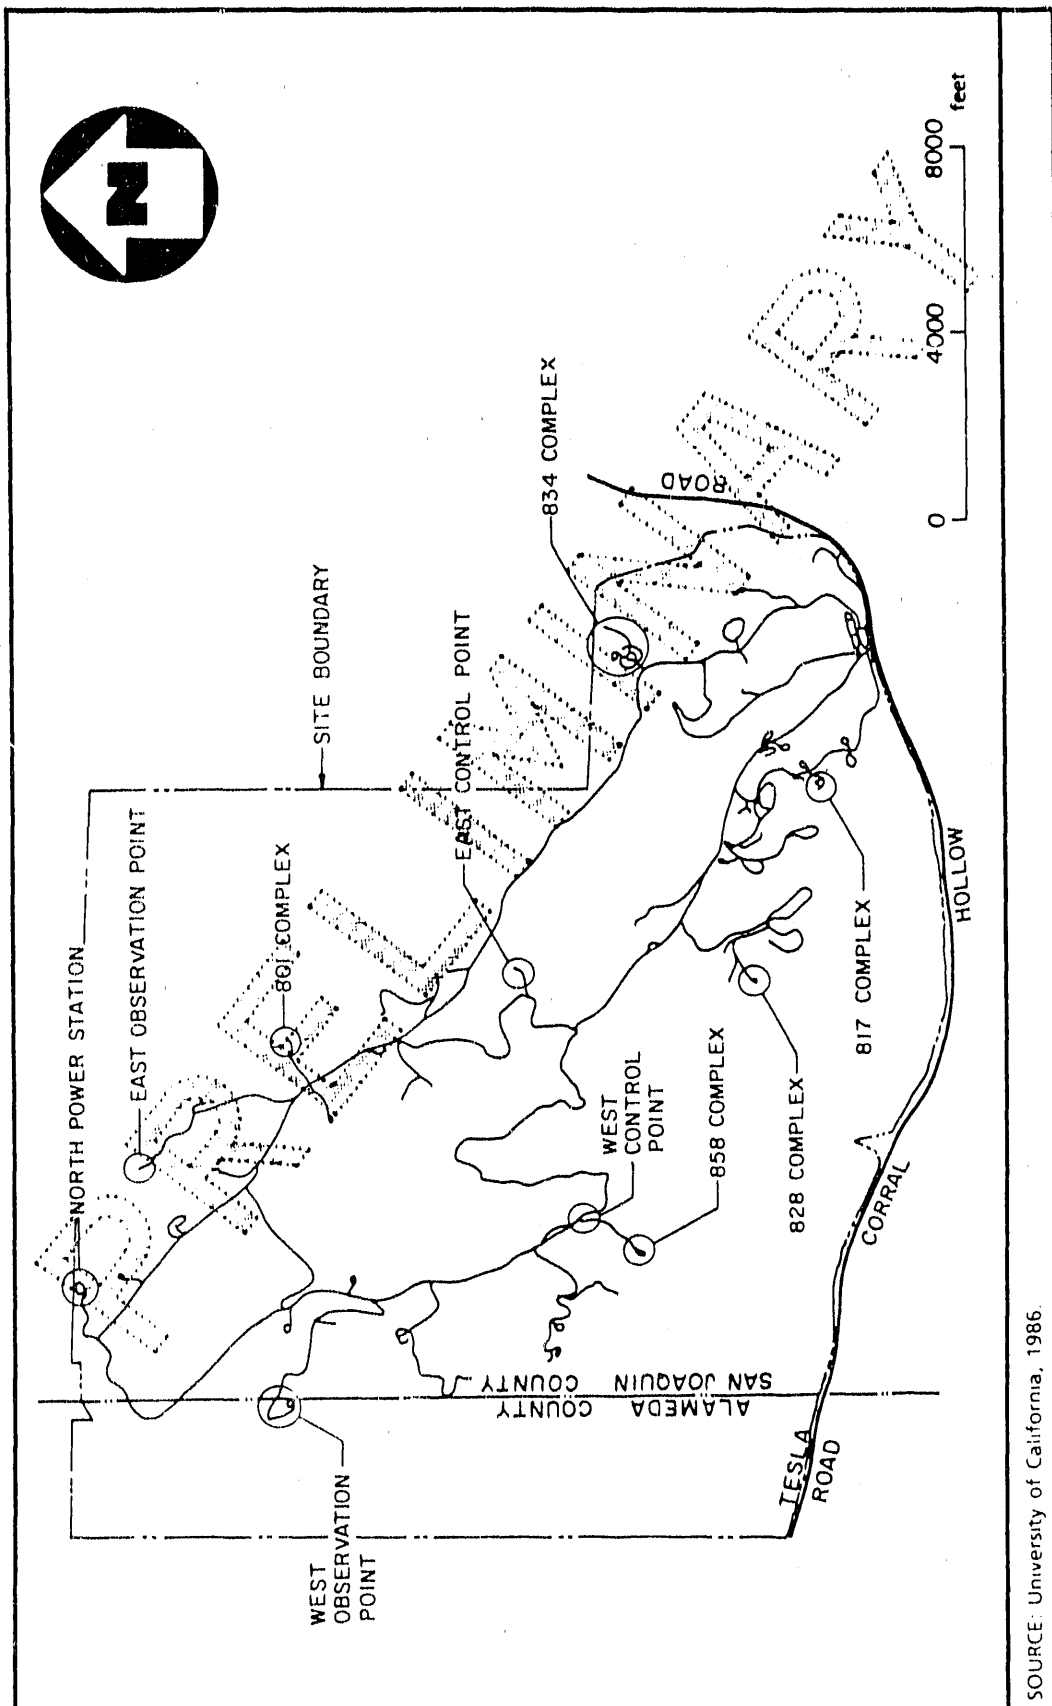 N
NORTH POWER STATION
EAST OBSERVATION POINT
801 COMPLEX
SITE BOUNDARY
EAST CONTROL POINT
834 COMPLEX
WEST
OBSERVATION
POINT
WEST
CONTROL
POINT
858 COMPLEX
828 COMPLEX
817 COMPLEX
ALAMEDA COUNTY
SAN JOAQUIN COUNTY
TESLA
ROAD
CORRAL
HOLLOW
ROAD
0 4000 8000
feet
PRELIMINARY
SOURCE: University of California, 1986.